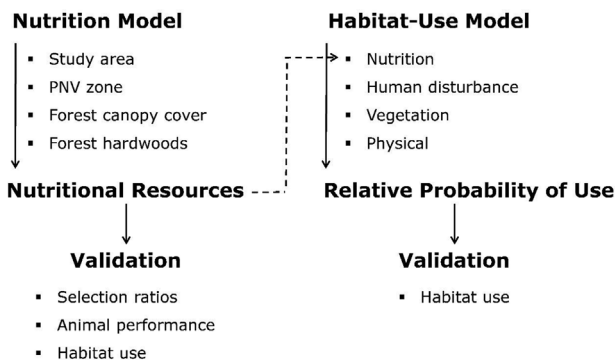 Nutrition Model
▪ Study area
▪ PNV zone
▪ Forest canopy cover
▪ Forest hardwoods
Nutritional Resources
Validation
▪ Selection ratios
▪ Animal performance
▪ Habitat use
Habitat-Use Model
▪ Nutrition
▪ Human disturbance
▪ Vegetation
▪ Physical
Relative Probability of Use
Validation
▪ Habitat use